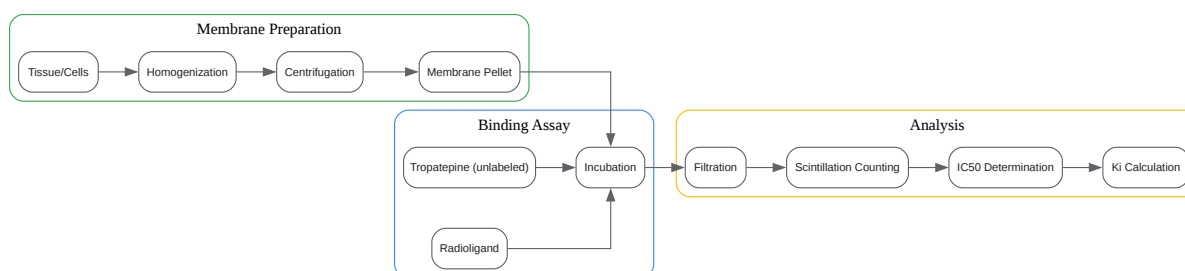 Membrane Preparation
Tissue/Cells
Homogenization
Centrifugation
Membrane Pellet
Binding Assay
Tropatepine (unlabeled)
Incubation
Radioligand
Analysis
Filtration
Scintillation Counting
IC50 Determination
Ki Calculation